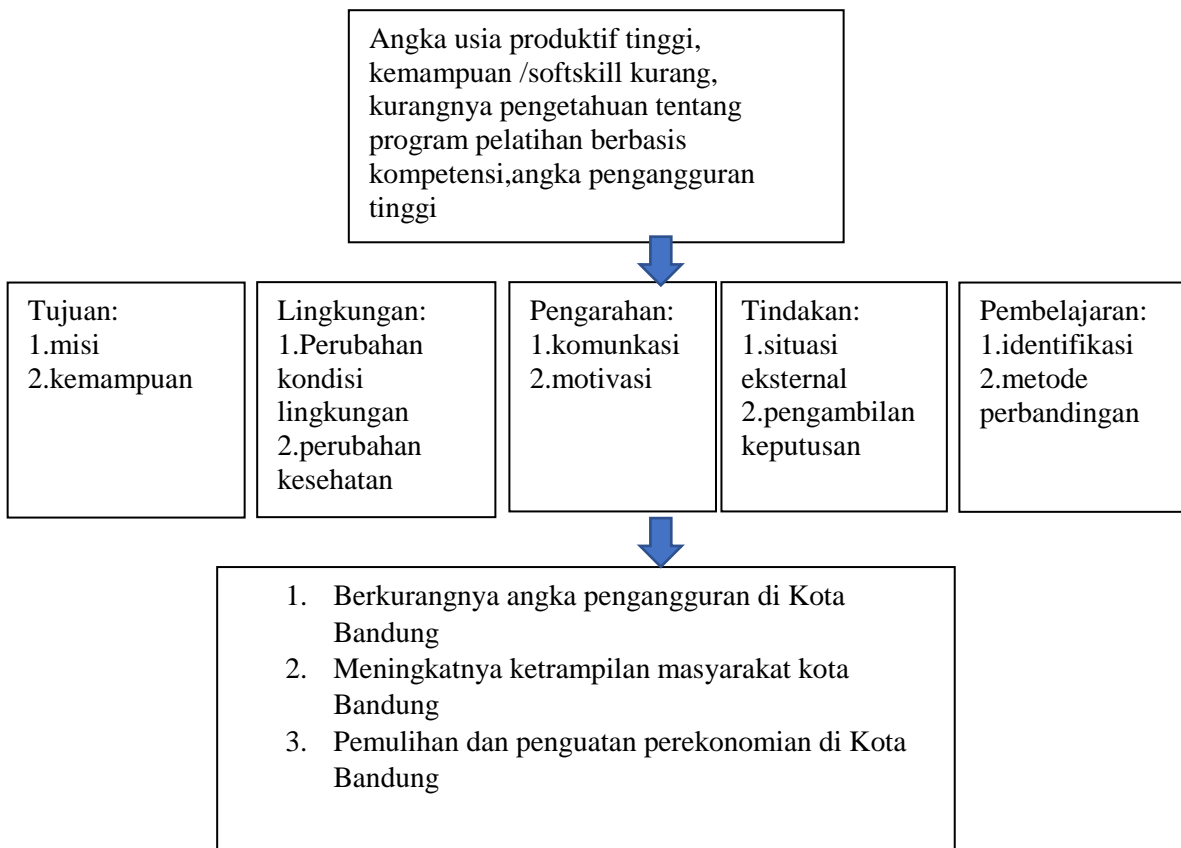 Angka usia produktif tinggi,
kemampuan /softskill kurang,
kurangnya pengetahuan tentang
program pelatihan berbasis
kompetensi,angka pengangguran
tinggi
Tujuan:
1.misi
2.kemampuan
Lingkungan:
1.Perubahan
kondisi
lingkungan
2.perubahan
kesehatan
Pengarahan:
1.komunkasi
2.motivasi
Tindakan:
1.situasi
eksternal
2.pengambilan
keputusan
Pembelajaran:
1.identifikasi
2.metode
perbandingan
1. Berkurangnya angka pengangguran di Kota
Bandung
2. Meningkatnya ketrampilan masyarakat kota
Bandung
3. Pemulihan dan penguatan perekonomian di Kota
Bandung